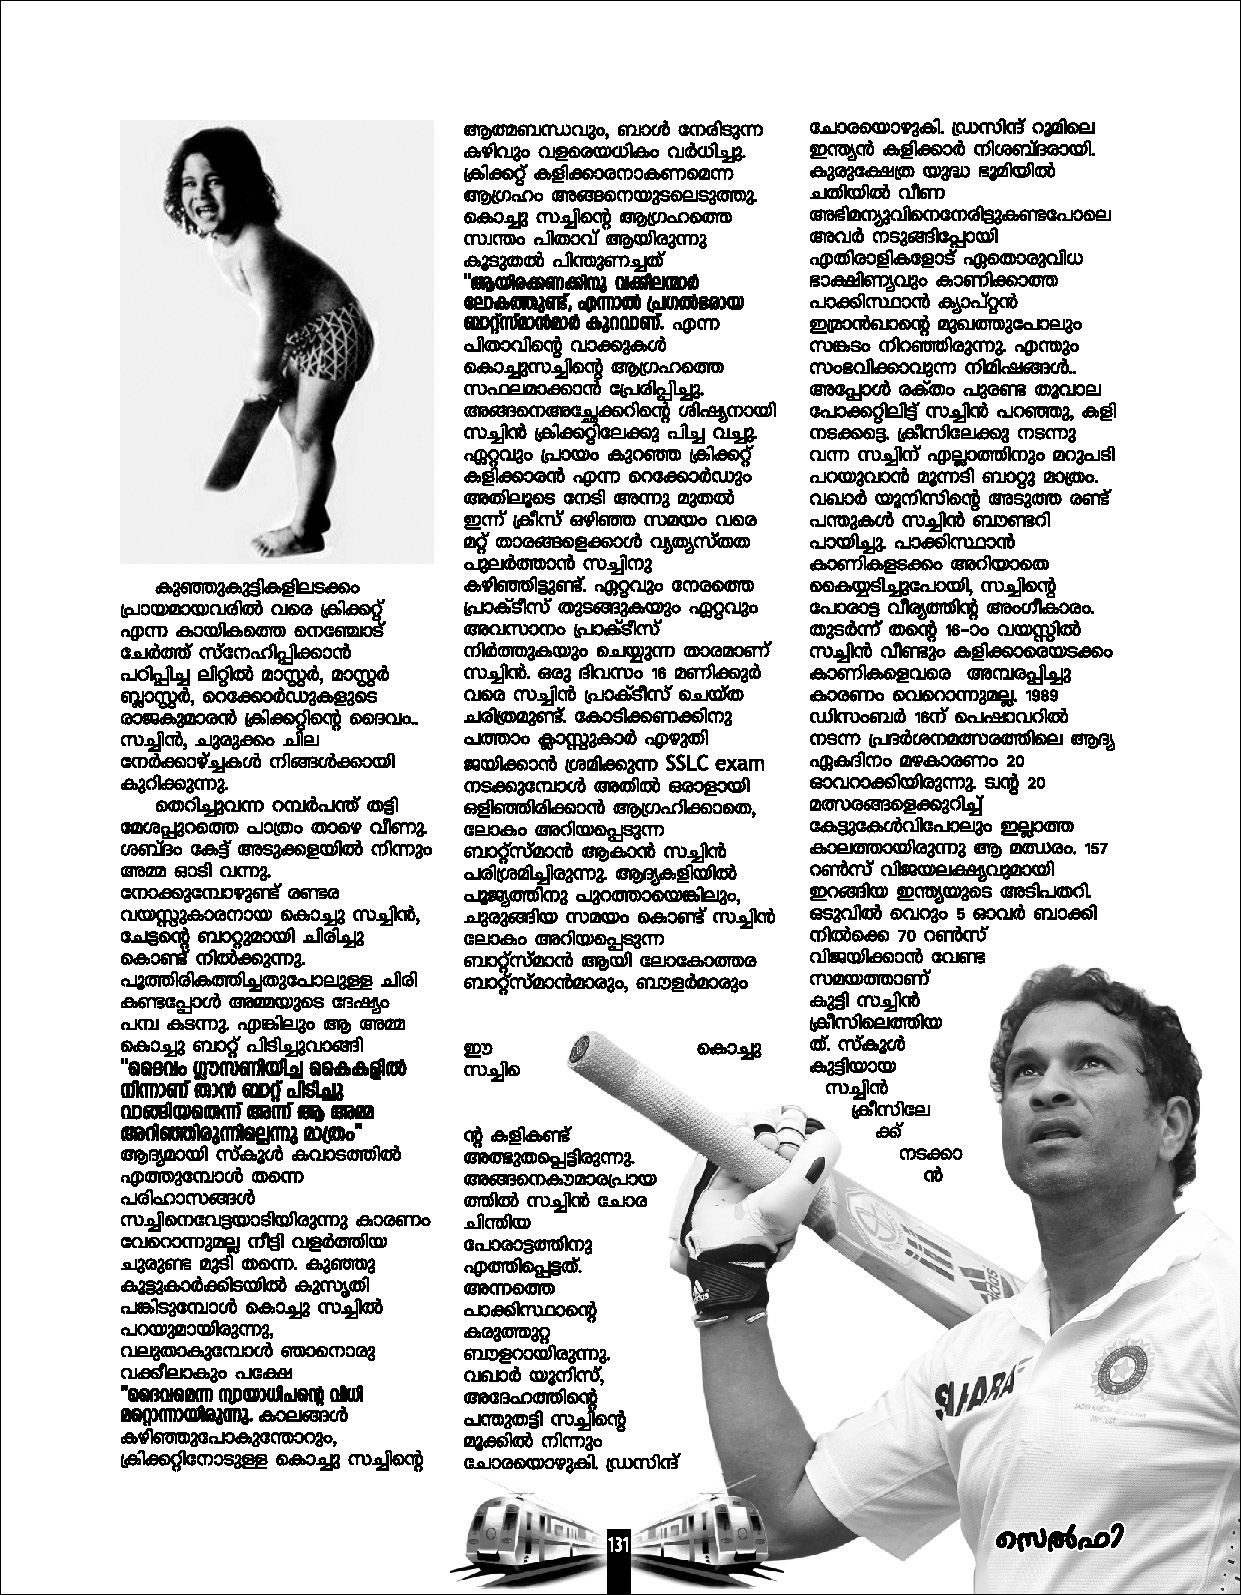 കുഞ്ഞുകുട്ടികളിലടക്കം
പ്രായമായവരിൽ വരെ ക്രിക്കറ്റ്
എന്ന കായികത്തെ നെഞ്ചോട്
ചേർത്ത് സ്നേഹിപ്പിക്കാൻ
പഠിപ്പിച്ച ലിറ്റിൽ മാസ്റ്റർ, മാസ്റ്റർ
ബ്ലാസ്റ്റർ, റെക്കോർഡുകളുടെ
രാജകുമാരൻ ക്രിക്കറ്റിന്റെ ദൈവം..
സച്ചിൻ, ചുരുക്കം ചില
നേർക്കാഴ്ച്ചകൾ നിങ്ങൾക്കായി
കുറിക്കുന്നു.
തെറിച്ചുവന്ന റമ്പർപന്ത് തട്ടി
മേശപ്പുറത്തെ പാത്രം താഴെ വീണു.
ശബ്ദം കേട്ട് അടുക്കളയിൽ നിന്നും
അമ്മ ഓടി വന്നു.
നോക്കുമ്പോഴുണ്ട് രണ്ടര
വയസ്സുകാരനായ കൊച്ചു സച്ചിൻ,
ചേട്ടന്റെ ബാറ്റുമായി ചിരിച്ചു
കൊണ്ട് നിൽക്കുന്നു.
പൂത്തിരികത്തിച്ചതുപോലുള്ള ചിരി
കണ്ടപ്പോൾ അമ്മയുടെ ദേഷ്യം
പമ്പ കടന്നു. എങ്കിലും ആ അമ്മ
കൊച്ചു ബാറ്റ് പിടിച്ചുവാങ്ങി
"ദൈവം ഗ്ലൗസണിയിച്ച കൈകളിൽ
നിന്നാണ് താൻ ബാറ്റ് പിടിച്ചു
വാങ്ങിയതെന്ന് അന്ന് ആ അമ്മ
അറിഞ്ഞിരുന്നില്ലെന്നു മാത്രം"
ആദ്യമായി സ്കൂൾ കവാടത്തിൽ
എത്തുമ്പോൾ തന്നെ
പരിഹാസങ്ങൾ
സച്ചിനെവേട്ടയാടിയിരുന്നു കാരണം
വേറൊന്നുമല്ല നീട്ടി വളർത്തിയ
ചുരുണ്ട മുടി തന്നെ. കുഞ്ഞു
കൂട്ടുകാർക്കിടയിൽ കുസൃതി
പങ്കിടുമ്പോൾ കൊച്ചു സച്ചിൽ
പറയുമായിരുന്നു,
വലുതാകുമ്പോൾ ഞാനൊരു
വക്കീലാകും പക്ഷേ
"ദൈവമെന്ന ന്യായാധിപന്റെ വിധി
മറ്റൊന്നായിരുന്നു. കാലങ്ങൾ
കഴിഞ്ഞുപോകുന്തോറും,
ക്രിക്കറ്റിനോടുള്ള കൊച്ചു സച്ചിന്റെ
ആത്മബന്ധവും, ബാൾ നേരിടുന്ന
കഴിവും വളരെയധികം വർധിച്ചു.
ക്രിക്കറ്റ് കളിക്കാരനാകണമെന്ന
ആഗ്രഹം അങ്ങനെയുടലെടുത്തു.
കൊച്ചു സച്ചിന്റെ ആഗ്രഹത്തെ
സ്വന്തം പിതാവ് ആയിരുന്നു
കൂടുതൽ പിന്തുണച്ചത്
"ആയിരക്കണക്കിനു വക്കീലന്മാർ
ലോകത്തുണ്ട്, എന്നാൽ പ്രഗൽഭരായ
ബാറ്റ്സ്മാൻമാർ കുറവാണ്. എന്ന
പിതാവിന്റെ വാക്കുകൾ
കൊച്ചുസച്ചിന്റെ ആഗ്രഹത്തെ
സഫലമാക്കാൻ പ്രേരിപ്പിച്ചു.
അങ്ങനെഅച്ഛേക്കറിന്റെ ശിഷ്യനായി
സച്ചിൻ ക്രിക്കറ്റിലേക്കു പിച്ച വച്ചു.
ഏറ്റവും പ്രായം കുറഞ്ഞ ക്രിക്കറ്റ്
കളിക്കാരൻ എന്ന റെക്കോർഡും
അതിലൂടെ നേടി അന്നു മുതൽ
ഇന്ന് ക്രീസ് ഒഴിഞ്ഞ സമയം വരെ
മറ്റ് താരങ്ങളെക്കാൾ വ്യത്യസ്തത
പുലർത്താൻ സച്ചിനു
കഴിഞ്ഞിട്ടുണ്ട്. ഏറ്റവും നേരത്തെ
പ്രാക്ടീസ് തുടങ്ങുകയും ഏറ്റവും
അവസാനം പ്രാക്ടീസ്
നിർത്തുകയും ചെയ്യുന്ന താരമാണ്
സച്ചിൻ. ഒരു ദിവസം 16 മണിക്കൂർ
വരെ സച്ചിൻ പ്രാക്ടീസ് ചെയ്ത
ചരിത്രമുണ്ട്. കോടിക്കണക്കിനു
പത്താം ക്ലാസ്സുകാർ എഴുതി
ജയിക്കാൻ ശ്രമിക്കുന്ന SSLC exam
നടക്കുമ്പോൾ അതിൽ ഒരാളായി
ഒളിഞ്ഞിരിക്കാൻ ആഗ്രഹിക്കാതെ,
ലോകം അറിയപ്പെടുന്ന
ബാറ്റ്സ്മാൻ ആകാൻ സച്ചിൻ
പരിശ്രമിച്ചിരുന്നു. ആദ്യകളിയിൽ
പൂജ്യത്തിനു പുറത്തായെങ്കിലും,
ചുരുങ്ങിയ സമയം കൊണ്ട് സച്ചിൻ
ലോകം അറിയപ്പെടുന്ന
ബാറ്റ്സ്മാൻ ആയി ലോകോത്തര
ബാറ്റ്സ്മാൻമാരും, ബൗളർമാരും
ഈ കൊച്ചു
സച്ചിറെ
ന്റ കളികണ്ട്
അത്ഭുതപ്പെട്ടിരുന്നു.
അങ്ങനെകൗമാരപ്രായ
ത്തിൽ സച്ചിൻ ചോര
ചിന്തിയ
പോരാട്ടത്തിനു
എത്തിപ്പെട്ടത്.
അന്നത്തെ
പാക്കിസ്ഥാന്റെ
കരുത്തുറ്റ
ബൗളറായിരുന്നു.
വഖാർ യൂനിസ്,
അദേഹത്തിന്റെ
പന്തുതട്ടി സച്ചിന്റെ
മൂക്കിൽ നിന്നും
ചോരയൊഴുകി. ഡ്രസിന്ദ്
ചോരയൊഴുകി. ഡ്രസിന്ദ് റൂമിലെ
ഇന്ത്യൻ കളിക്കാർ നിശബ്ദരായി.
കുരുക്ഷേത്ര യുദ്ധ ഭൂമിയിൽ
ചതിയിൽ വീണ
അഭിമന്യുവിനെനേരിട്ടുകണ്ടപോലെ
അവർ നടുങ്ങിപ്പോയി
എതിരാളികളോട് ഏതൊരുവിധ
ഭാക്ഷിണ്യവും കാണിക്കാത്ത
പാക്കിസ്ഥാൻ ക്യാപ്റ്റൻ
ഇമ്രാൻഖാന്റെ മുഖത്തുപോലും
സങ്കടം നിറഞ്ഞിരുന്നു. എന്തും
സംഭവിക്കാവുന്ന നിമിഷങ്ങൾ..
അപ്പോൾ രക്തം പുരണ്ട തൂവാല
പോക്കറ്റിലിട്ട് സച്ചിൻ പറഞ്ഞു, കളി
നടക്കട്ടെ. ക്രീസിലേക്കു നടന്നു
വന്ന സച്ചിന് എല്ലാത്തിനും മറുപടി
പറയുവാൻ മൂന്നടി ബാറ്റു മാത്രം.
വഖാർ യൂനിസിന്റെ അടുത്ത രണ്ട്
പന്തുകൾ സച്ചിൻ ബൗണ്ടറി
പായിച്ചു. പാക്കിസ്ഥാൻ
കാണികളടക്കം അറിയാതെ
കൈയ്യടിച്ചുപോയി, സച്ചിന്റെ
പോരാട്ട വീര്യത്തിന്റ അംഗീകാരം.
തുടർന്ന് തന്റെ 16-ാം വയസ്സിൽ
സച്ചിൻ വീണ്ടും കളിക്കാരെയടക്കം
കാണികളെവരെ അമ്പരപ്പിച്ചു
കാരണം വെറൊന്നുമല്ല. 1989
ഡിസംബർ 16ന് പെഷാവറിൽ
നടന്ന പ്രദർശനമത്സരത്തിലെ ആദ്യ
ഏകദിനം മഴകാരണം 20
ഓവറാക്കിയിരുന്നു. ട്വന്റ 20
മത്സരങ്ങളെക്കുറിച്ച്
കേട്ടുകേൾവിപോലും ഇല്ലാത്ത
കാലത്തായിരുന്നു ആ മത്ധരം. 157
റൺസ് വിജയലക്ഷ്യവുമായി
ഇറങ്ങിയ ഇന്ത്യയുടെ അടിപതറി.
ഒടുവിൽ വെറും 5 ഓവർ ബാക്കി
നിൽക്കെ 70 റൺസ്
വിജയിക്കാൻ വേണ്ട
സമയത്താണ്
കുട്ടി സച്ചിൻ
ക്രീസിലെത്തിയ
ത്. സ്കൂൾ
കുട്ടിയായ
സച്ചിൻ
ക്രീസിലേ
ക്ക്
നടക്കാ
ൻ
adidas
adidas
SAHARA
131
സെൽഫി